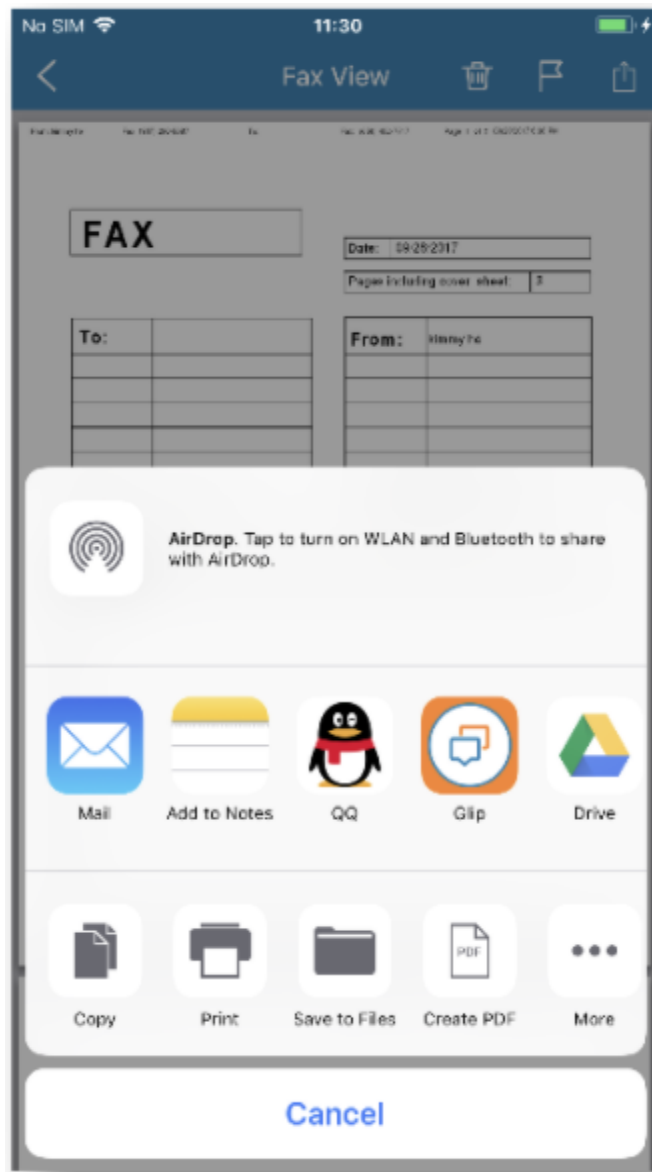 No SIM 11:30
Fax View
FAX
Date: 09/28/2017
Pages including cover sheet: 3
To:
From:
AirDrop. Tap to turn on WLAN and Bluetooth to share
with AirDrop.
Mail Add to Notes QQ Glip Drive
PDF
Copy Print Save to Files Create PDF More
Cancel